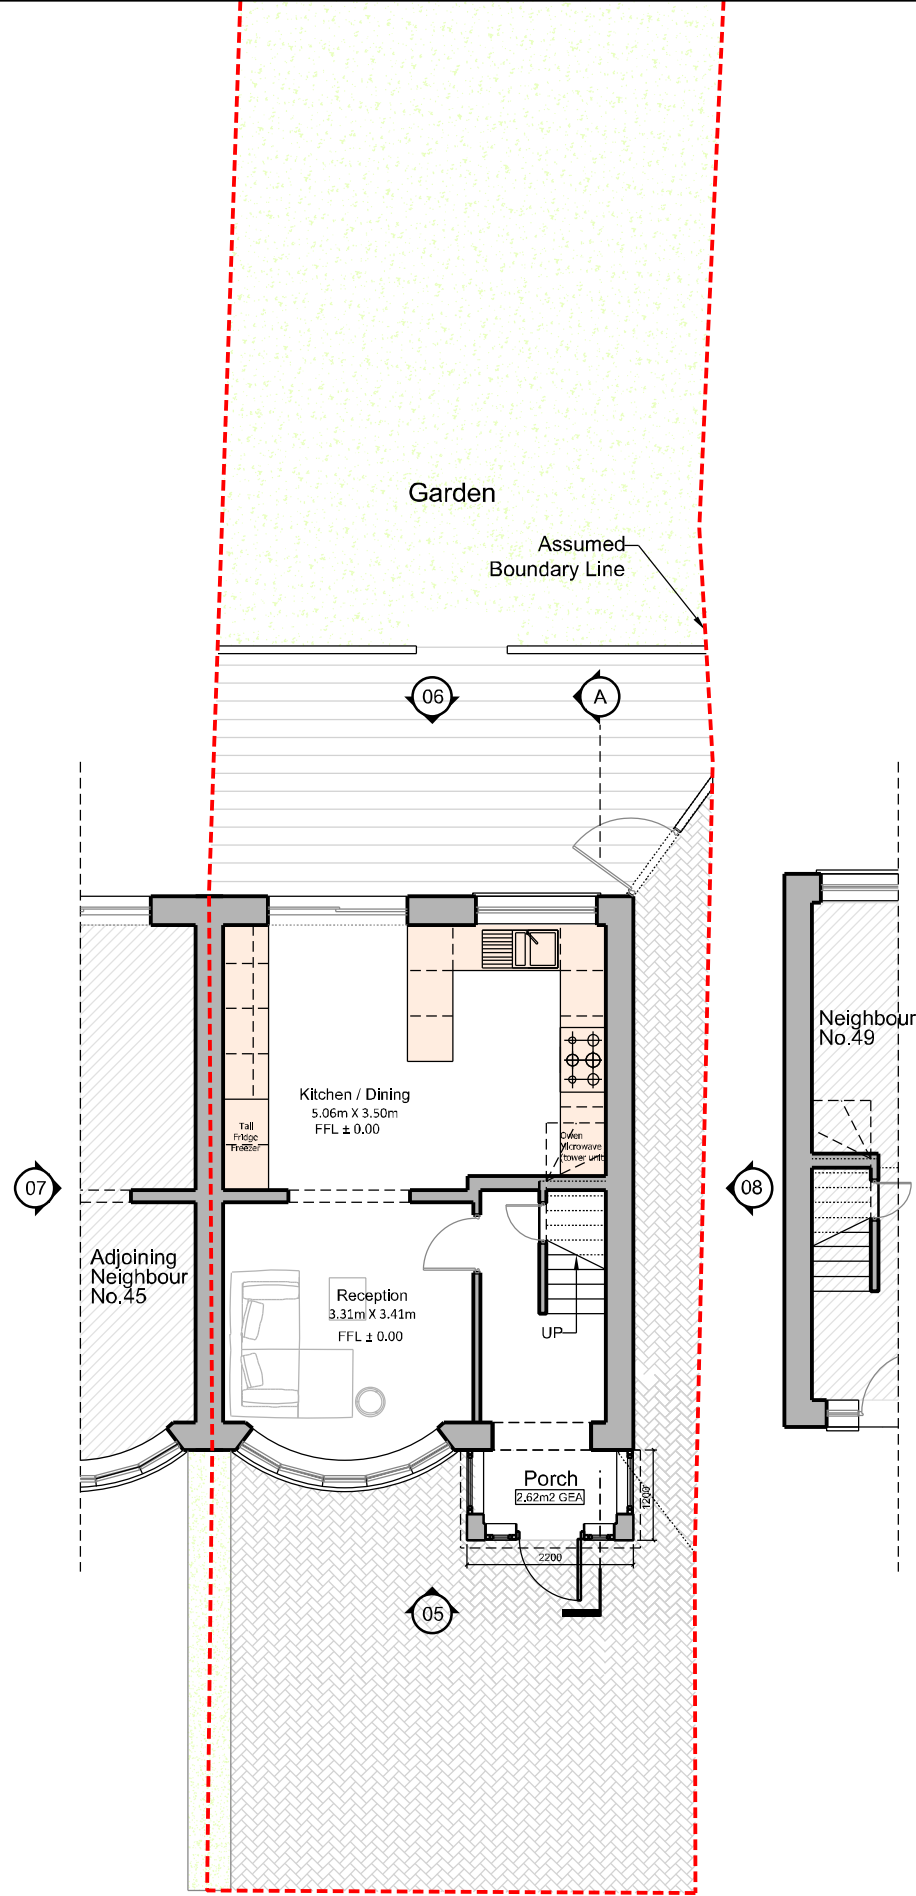 Garden
Assumed
Boundary Line
06
A
Neighbour
No.49
Kitchen / Dining
5.06m X 3.50m
FFL ± 0.00
Tall
Fridge
Freezer
Owen
Microwave
tower unit
07
08
Adjoining
Neighbour
No.45
Reception
3.31m X 3.41m
FFL ± 0.00
UP
Porch
2.62m2 GEA
1200
2200
05